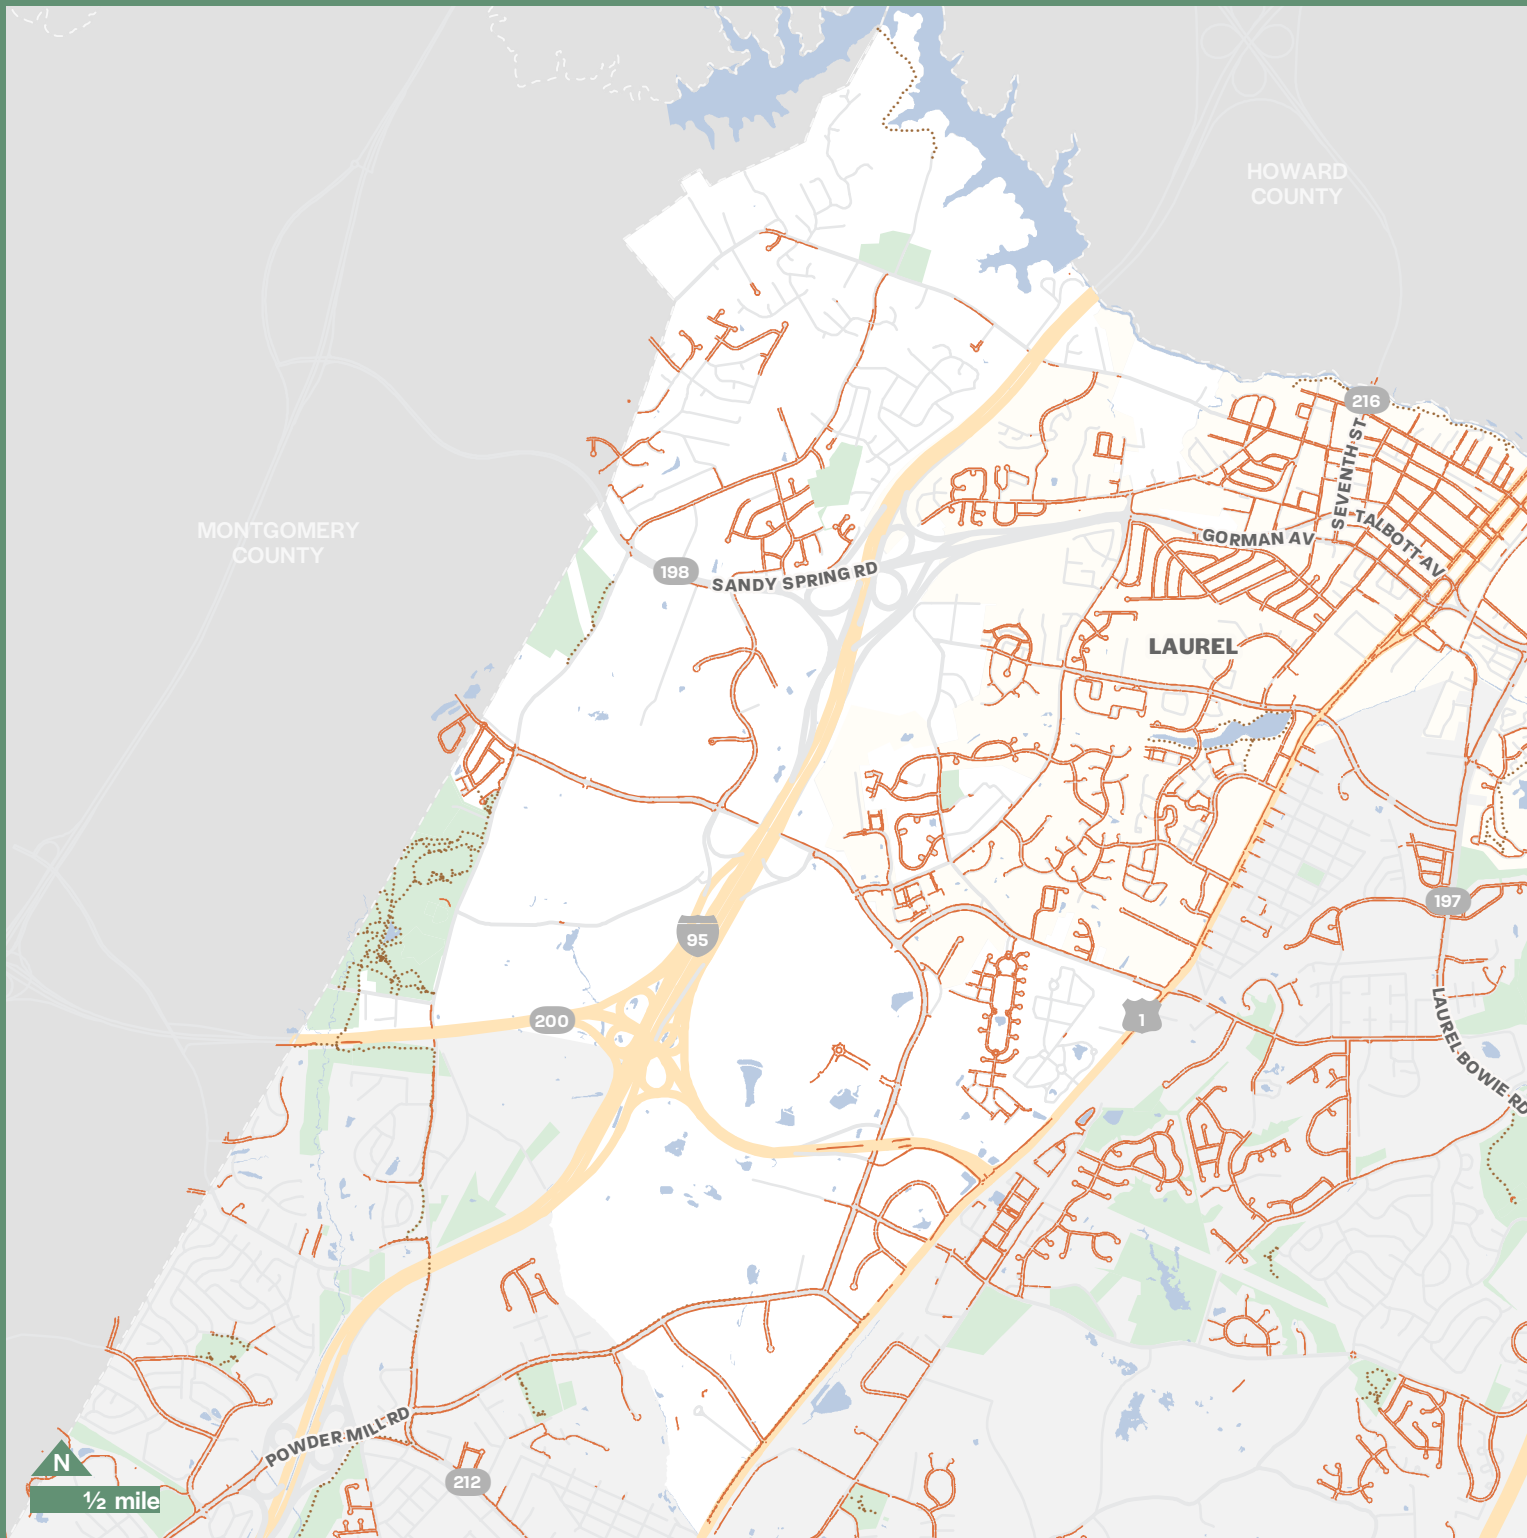 HOWARD
COUNTY
216
SEVENTH ST
MONTGOMERY
COUNTY
TALBOTT AV
GORMAN AV
198
SANDY SPRING RD
LAUREL
197
95
200
1
LAUREL BOWIE RD
POWDER MILL RD
N
212
½ mile